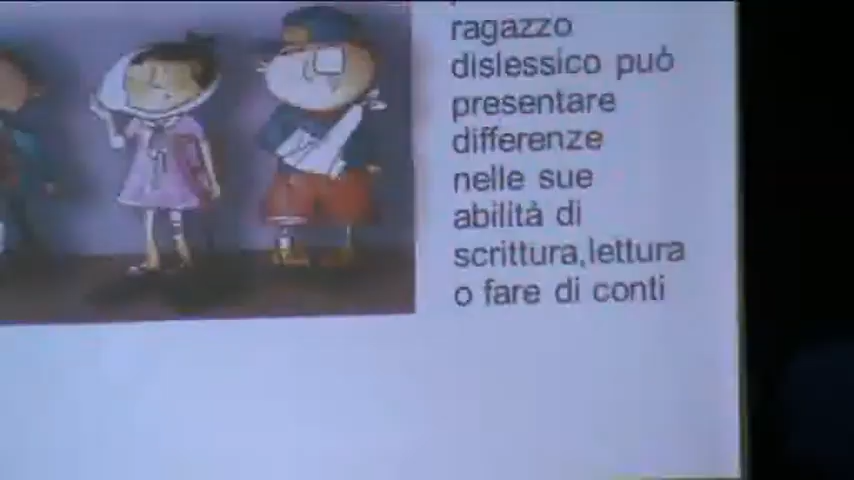 ragazzo
dislessico può
presentare
differenze
nelle sue
abilità di
scrittura,lettura
o fare di conti